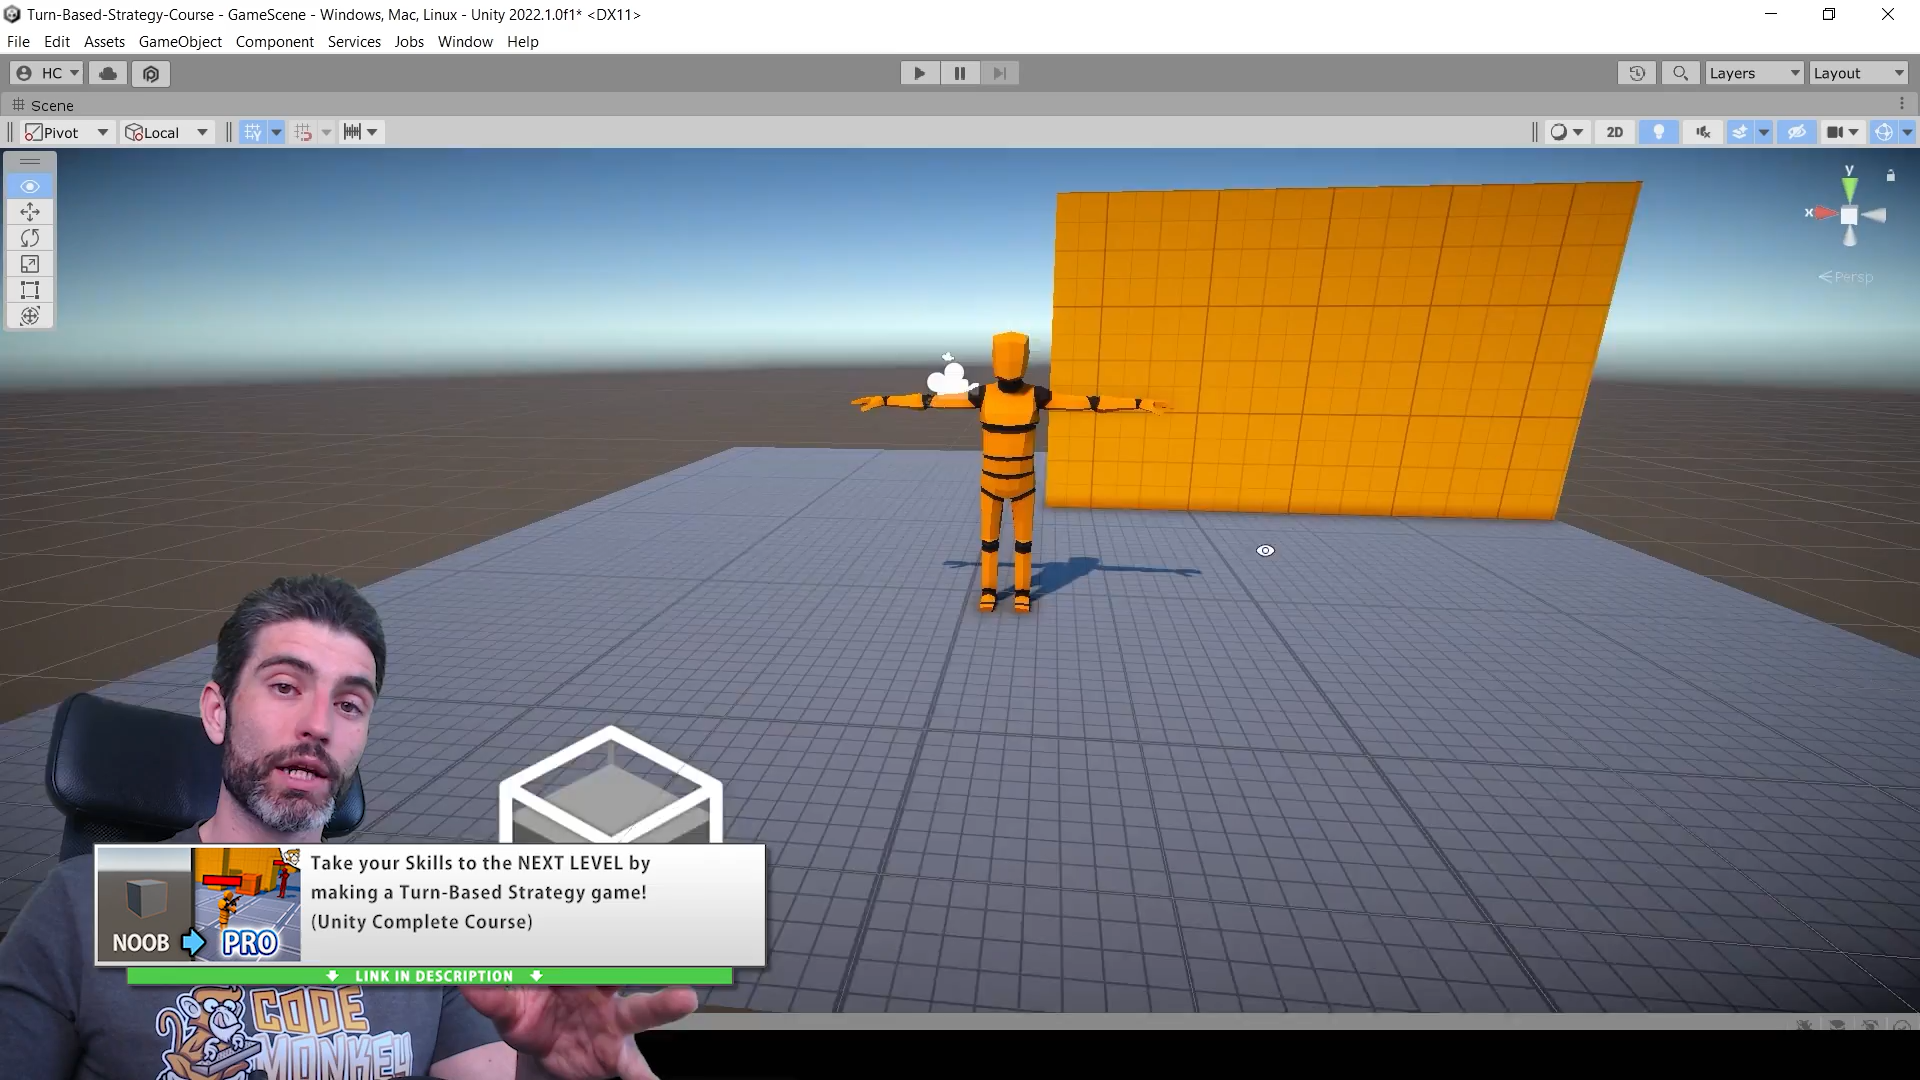 Turn-Based-Strategy-Course - GameScene - Windows, Mac, Linux - Unity 2022.1.0f1* <DX11>
File Edit Assets GameObject Component Services Jobs Window Help
HC Layers Layout
Scene
Pivot Local 2D
y
x
Persp
Take your Skills to the NEXT LEVEL by
making a Turn-Based Strategy game!
(Unity Complete Course)
NOOB PRO
LINK IN DESCRIPTION
CODE
MONKEY